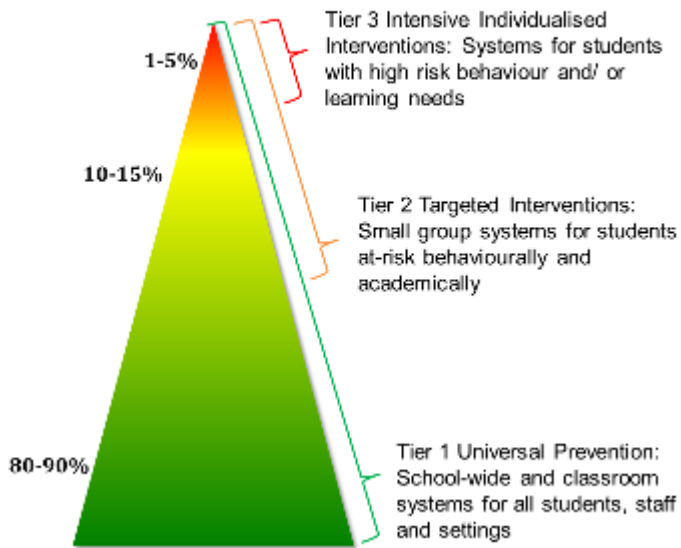 Tier 3 Intensive Individualised
Interventions: Systems for students
with high risk behaviour and/ or
learning needs
1-5%
10-15%
Tier 2 Targeted Interventions:
Small group systems for students
at-risk behaviourally and
academically
80-90%
Tier 1 Universal Prevention:
School-wide and classroom
systems for all students, staff
and settings